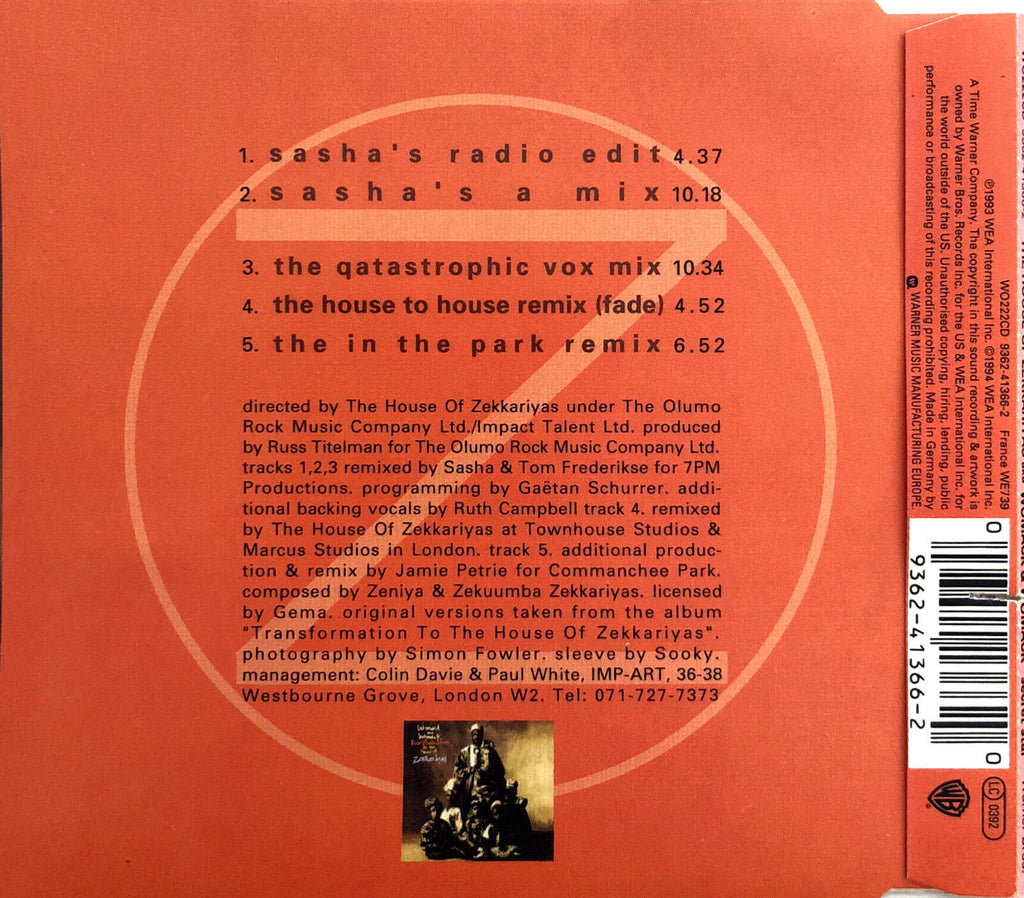 1. sasha's radio edit 4.37
2. sasha's a mix 10.18
3. the qatastrophic vox mix 10.34
4. the house to house remix (fade) 4.52
5. the in the park remix 6.52
directed by The House Of Zekkariyas under The Olumo
Rock Music Company Ltd./Impact Talent Ltd. produced
by Russ Titelman for The Olumo Rock Music Company Ltd.
tracks 1,2,3 remixed by Sasha & Tom Frederikse for 7PM
Productions. programming by Gaëtan Schurrer. addi-
tional backing vocals by Ruth Campbell track 4. remixed
by The House Of Zekkariyas at Townhouse Studios &
Marcus Studios in London. track 5. additional produc-
tion & remix by Jamie Petrie for Commanchee Park.
composed by Zeniya & Zekuumba Zekkariyas. licensed
by Gema. original versions taken from the album
"Transformation To The House Of Zekkariyas".
photography by Simon Fowler. sleeve by Sooky.
management: Colin Davie & Paul White, IMP-ART, 36-38
Westbourne Grove, London W2. Tel: 071-727-7373
WO222CD 9362-41366-2 France WE739
℗1993 WEA International Inc. ©1994 WEA International Inc.
A Time Warner Company. The copyright in this sound recording & artwork is
owned by Warner Bros. Records Inc. for the US & WEA International Inc. for
the world outside of the US. Unauthorised copying, hiring, lending, public
performance or broadcasting of this recording prohibited. Made in Germany by
WARNER MUSIC MANUFACTURING EUROPE.
0 0
9362-41366-2
WB
LC 0392